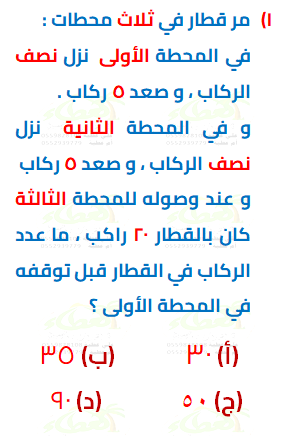 ١) مر قطار في ثلاث محطات :
في المحطة الأولى نزل نصف
الركاب ، و صعد ٥ ركاب .
و في المحطة الثانية نزل
نصف الركاب ، و صعد ٥ ركاب
و عند وصوله للمحطة الثالثة
كان بالقطار ٢٠ راكب ، ما عدد
الركاب في القطار قبل توقفه
في المحطة الأولى ؟
(أ) ٣٠ (ب) ٣٥
(ج) ٥٠ (د) ٩٠